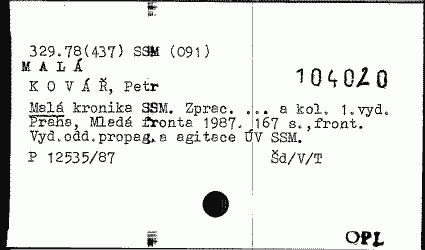 329.78(437) SSM (091)
M A L Á
K O V Á Ř, Petr
104020
Malá kronika SSM. Zprac. ... a kol. 1.vyd.
Praha, Mladá fronta 1987. 167 s.,front.
Vyd.odd.propag.a agitace ÚV SSM.
P 12535/87
Šd/V/T
OPL